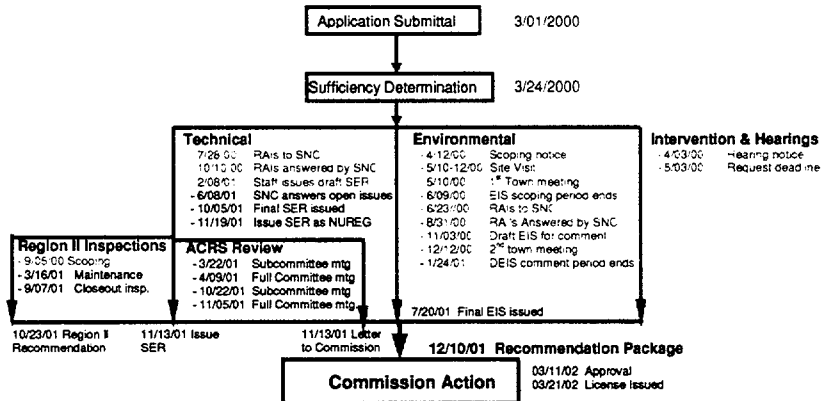 Application Submittal 3/01/2000
Sufficiency Determination 3/24/2000
Technical
7/28/00 RAIs to SNC
10/10/00 RAIs answered by SNC
2/08/01 Staff issues draft SER
- 6/08/01 SNC answers open issues
- 10/05/01 Final SER issued
- 11/19/01 Issue SER as NUREG
Environmental
- 4/12/00 Scoping notice
- 5/10-12/00 Site Visit
5/10/00 1st Town meeting
- 6/09/00 EIS scoping period ends
- 6/23/00 RAIs to SNC
- 8/31/00 RAI's Answered by SNC
- 11/03/00 Draft EIS for comment
- 12/12/00 2nd town meeting
- 1/24/01 DEIS comment period ends
Intervention & Hearings
- 4/03/00 Hearing notice
- 5/03/00 Request deadline
Region II Inspections
- 9/05/00 Scoping
- 3/16/01 Maintenance
- 9/07/01 Closeout insp.
ACRS Review
- 3/22/01 Subcommittee mtg
- 4/09/01 Full Committee mtg
- 10/22/01 Subcommittee mtg
- 11/05/01 Full Committee mtg
7/20/01 Final EIS issued
10/23/01 Region II
Recommendation
11/13/01 Issue
SER
11/13/01 Letter
to Commission
12/10/01 Recommendation Package
Commission Action
03/11/02 Approval
03/21/02 License Issued